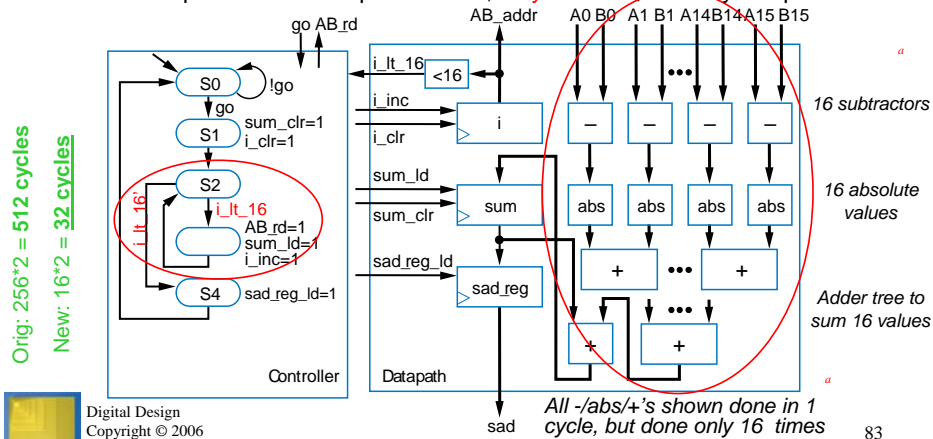 go AB_rd
AB_addr
A0 B0 A1 B1 A14 B14 A15 B15
a
i_lt_16
<16
•••
16 subtractors
S0
!go
go
i_inc
i
i_clr
–
–
–
–
S1
sum_clr=1
i_clr=1
S2
i_lt_16'
i_lt_16
AB_rd=1
sum_ld=1
i_inc=1
sum_ld
sum
sum_clr
abs
abs
abs
abs
16 absolute
values
+
•••
+
sad_reg_ld
sad_reg
S4
sad_reg_ld=1
•••
+
+
Adder tree to
sum 16 values
Orig: 256*2 = 512 cycles
New: 16*2 = 32 cycles
Controller
Datapath
a
sad
All -/abs/+'s shown done in 1
cycle, but done only 16 times
Digital Design
Copyright © 2006
83